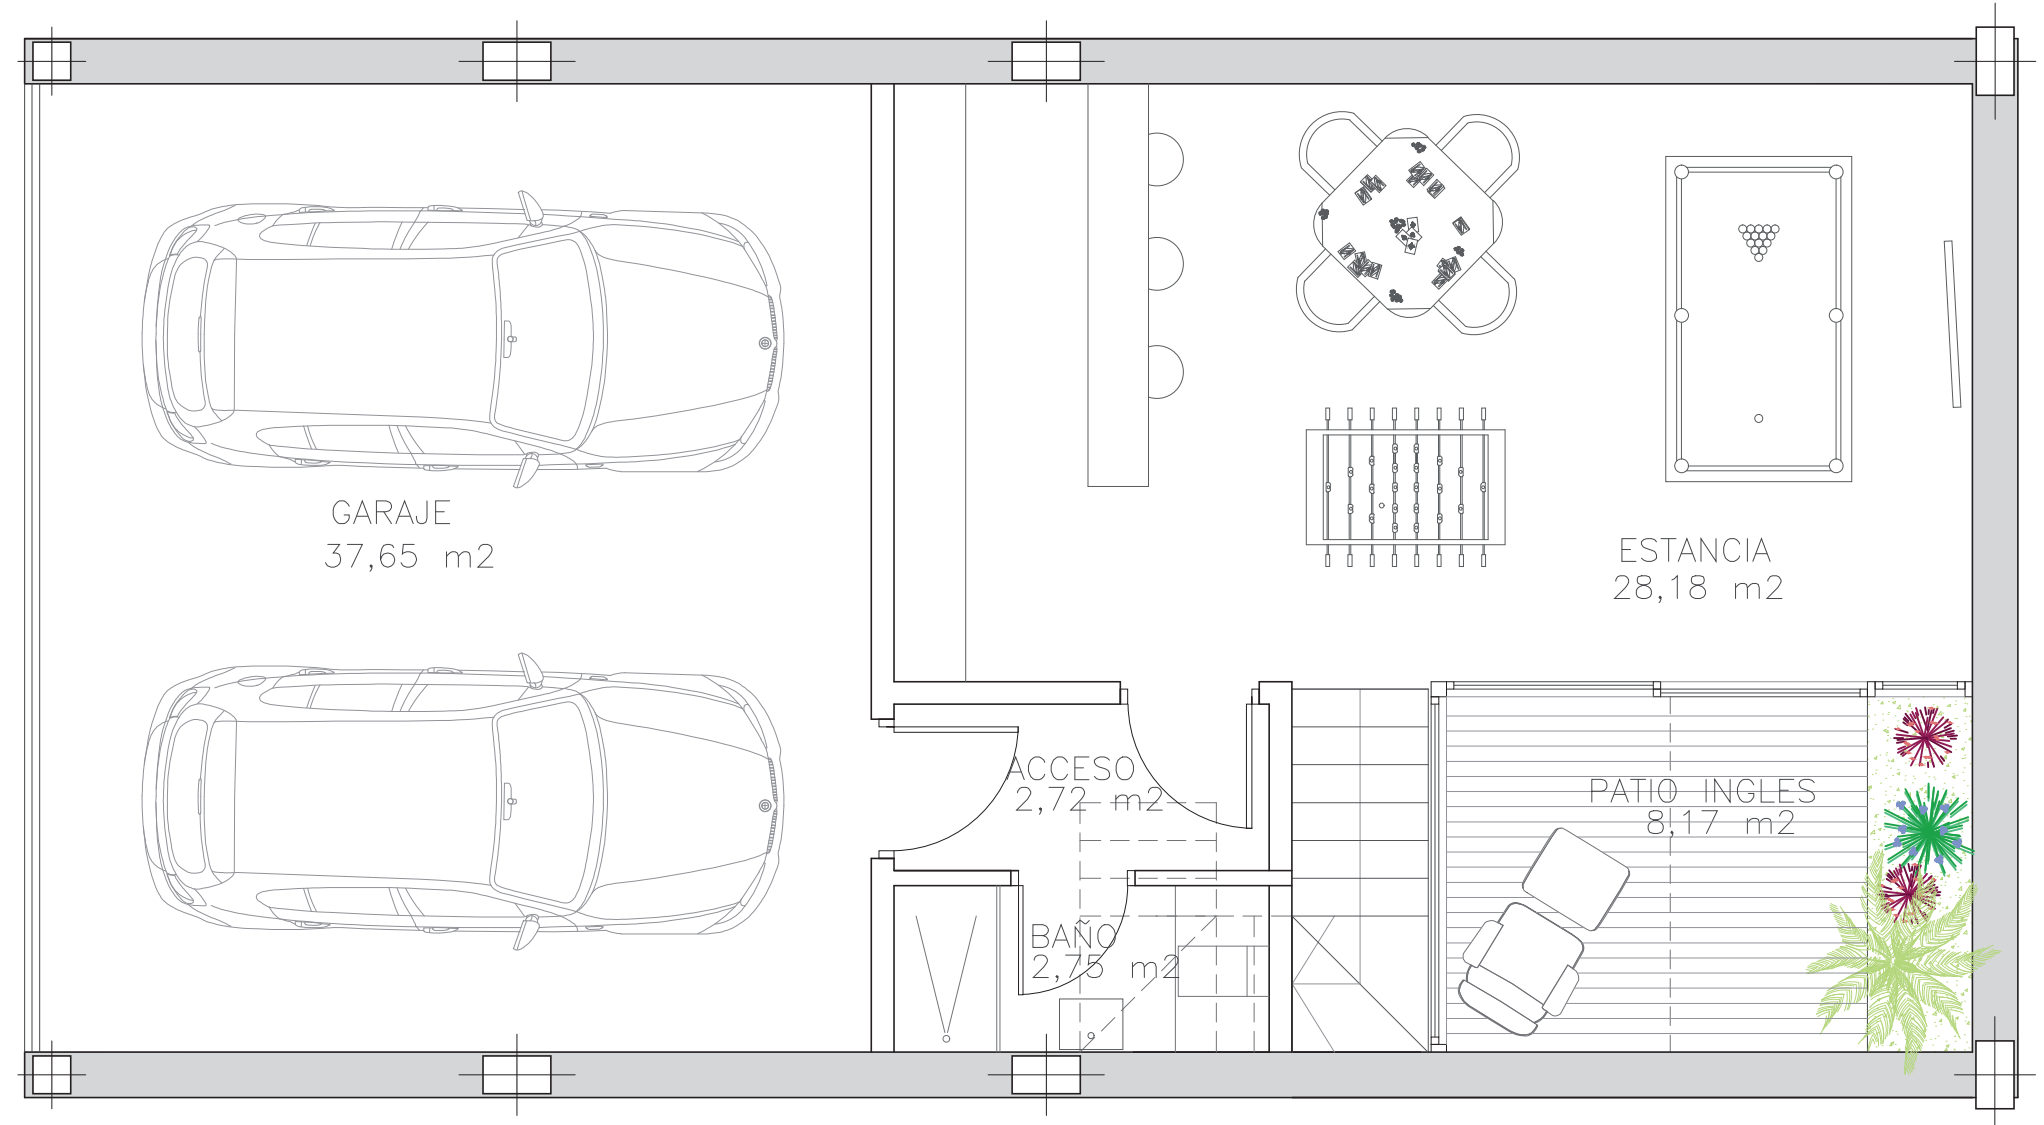 GARAJE
37,65 m2
ESTANCIA
28,18 m2
ACCESO
2,72 m2
PATIO INGLES
8,17 m2
BAÑO
2,75 m2